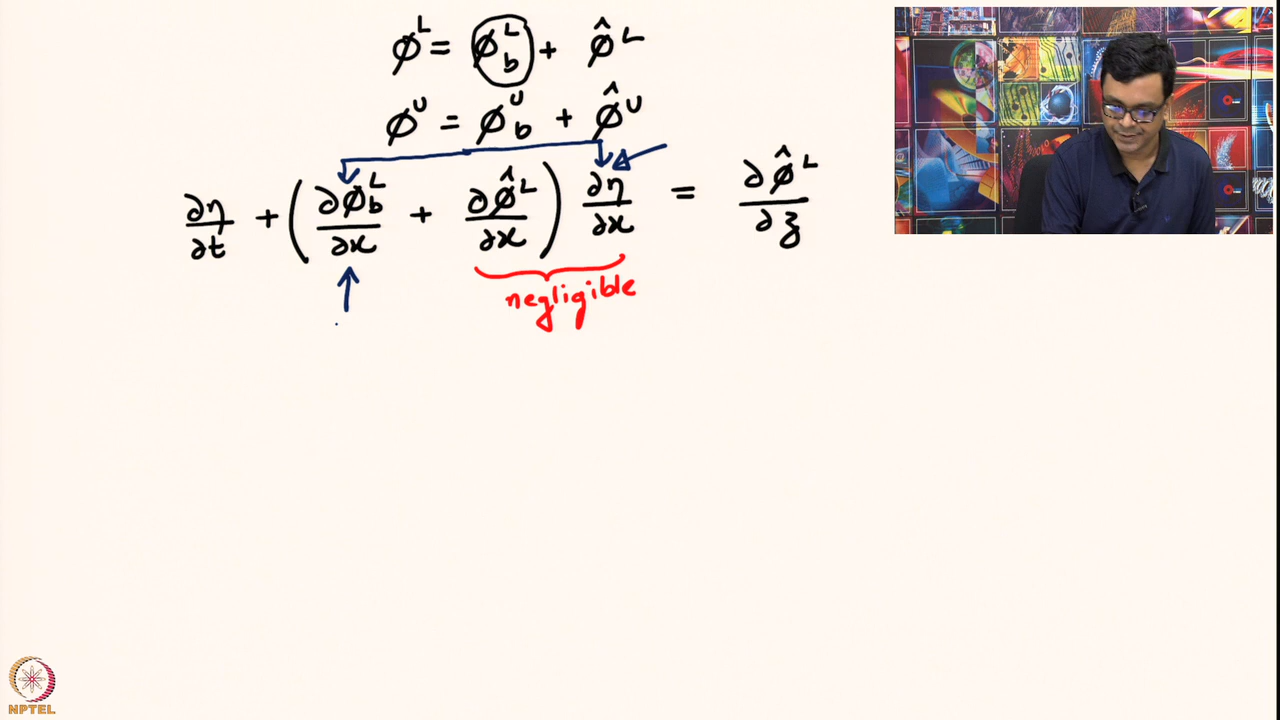 ϕ^L = ϕ_b^L + ϕ̂^L
ϕ^U = ϕ_b^U + ϕ̂^U
∂η/∂t + (∂ϕ_b^L/∂x + ∂ϕ̂^L/∂x) ∂η/∂x = ∂ϕ̂^L/∂z
negligible
NPTEL